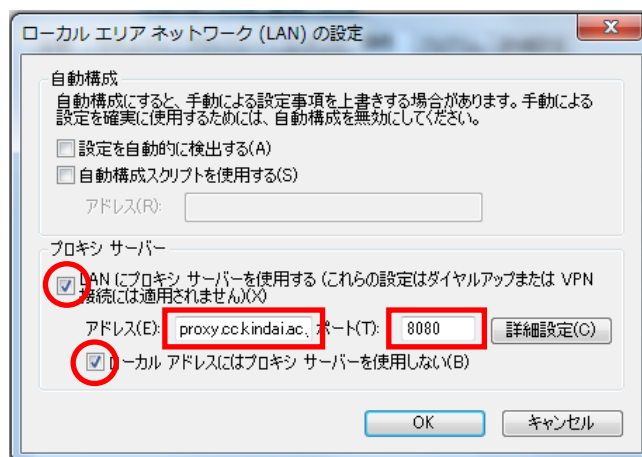 ローカル エリア ネットワーク (LAN) の設定
自動構成
自動構成にすると、手動による設定事項を上書きする場合があります。手動による
設定を確実に使用するためには、自動構成を無効にしてください。
設定を自動的に検出する(A)
自動構成スクリプトを使用する(S)
アドレス(R):
プロキシ サーバー
LAN にプロキシ サーバーを使用する (これらの設定はダイヤルアップまたは VPN
接続には適用されません)(X)
アドレス(E): proxy.cc.kindai.ac. ポート(T): 8080 詳細設定(C)
ローカル アドレスにはプロキシ サーバーを使用しない(B)
OK キャンセル